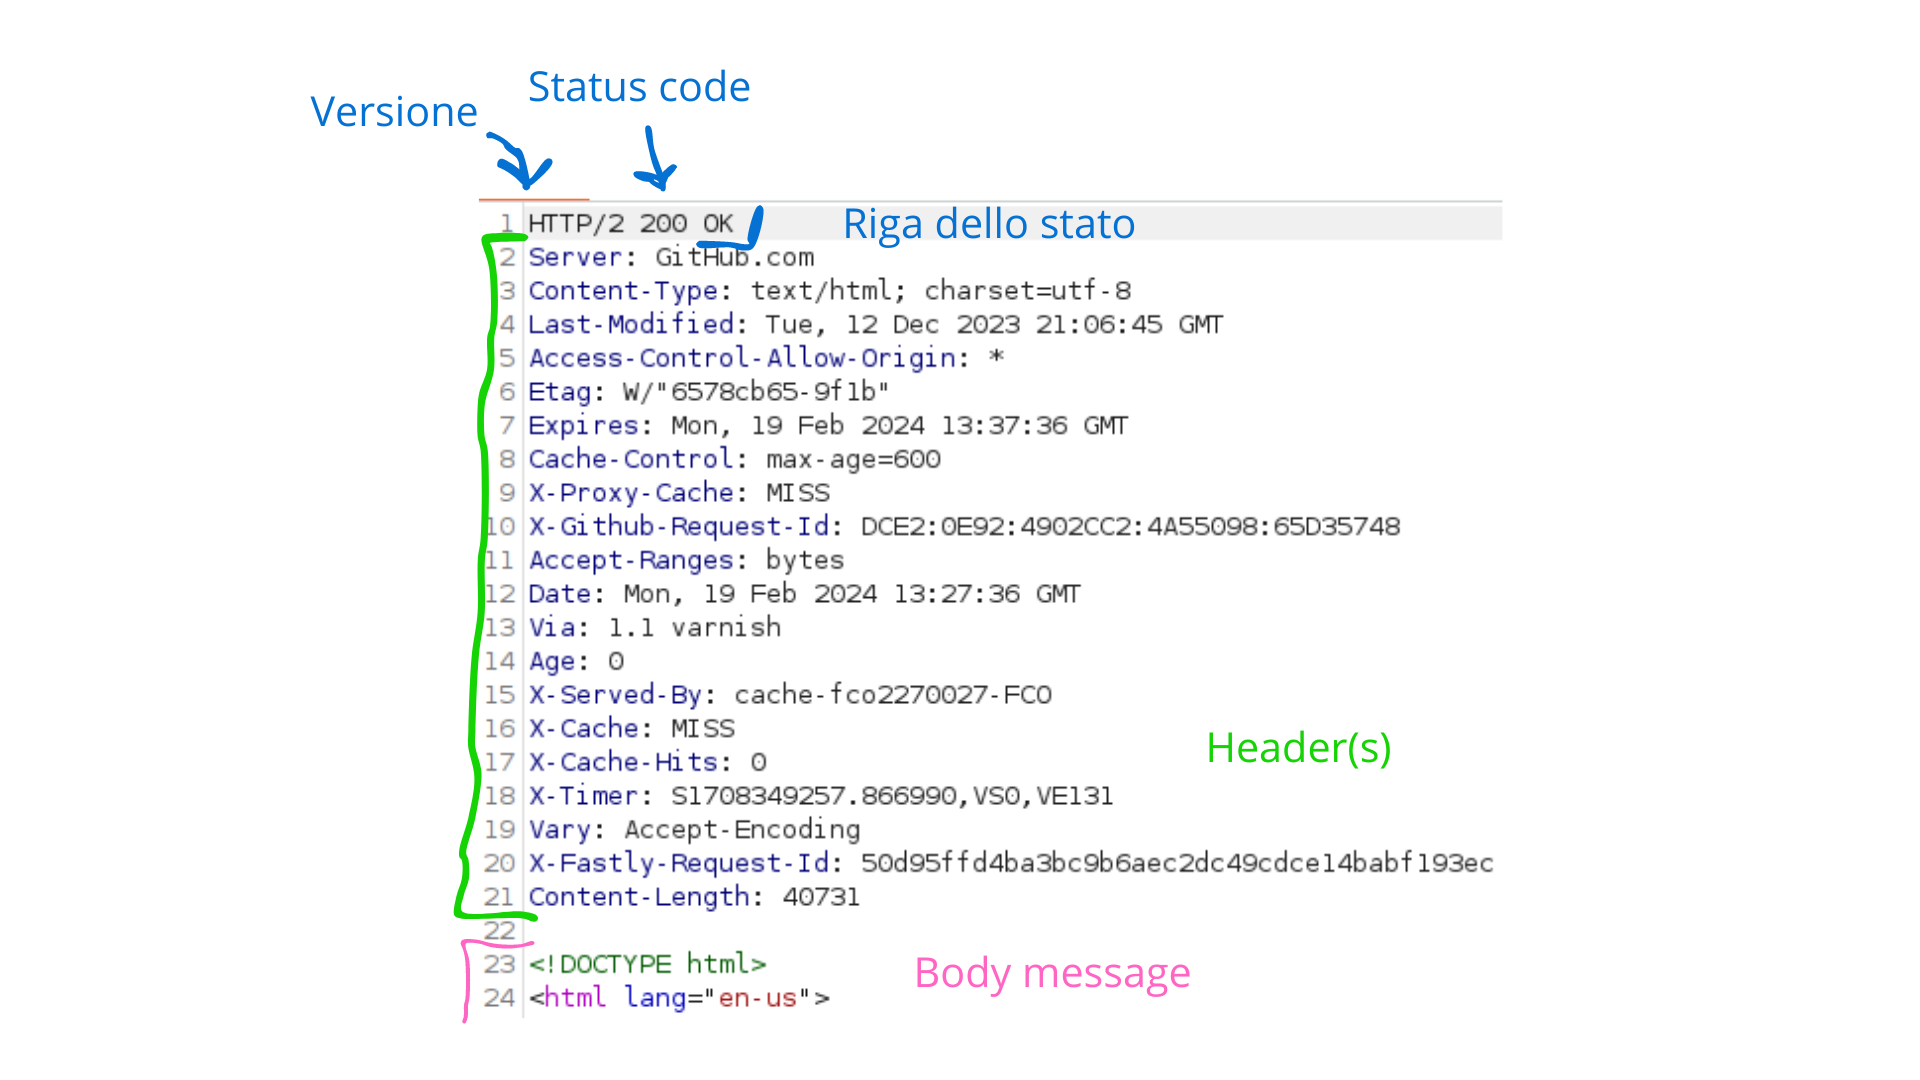 Versione
Status code
1 HTTP/2 200 OK
Riga dello stato
2 Server: GitHub.com
3 Content-Type: text/html; charset=utf-8
4 Last-Modified: Tue, 12 Dec 2023 21:06:45 GMT
5 Access-Control-Allow-Origin: *
6 Etag: W/"6578cb65-9f1b"
7 Expires: Mon, 19 Feb 2024 13:37:36 GMT
8 Cache-Control: max-age=600
9 X-Proxy-Cache: MISS
10 X-Github-Request-Id: DCE2:0E92:4902CC2:4A55098:65D35748
11 Accept-Ranges: bytes
12 Date: Mon, 19 Feb 2024 13:27:36 GMT
13 Via: 1.1 varnish
14 Age: 0
15 X-Served-By: cache-fco2270027-FCO
16 X-Cache: MISS
Header(s)
17 X-Cache-Hits: 0
18 X-Timer: S1708349257.866990,VS0,VE131
19 Vary: Accept-Encoding
20 X-Fastly-Request-Id: 50d95ffd4ba3bc9b6aec2dc49cdce14babf193ec
21 Content-Length: 40731
22
23 <!DOCTYPE html>
Body message
24 <html lang="en-us">